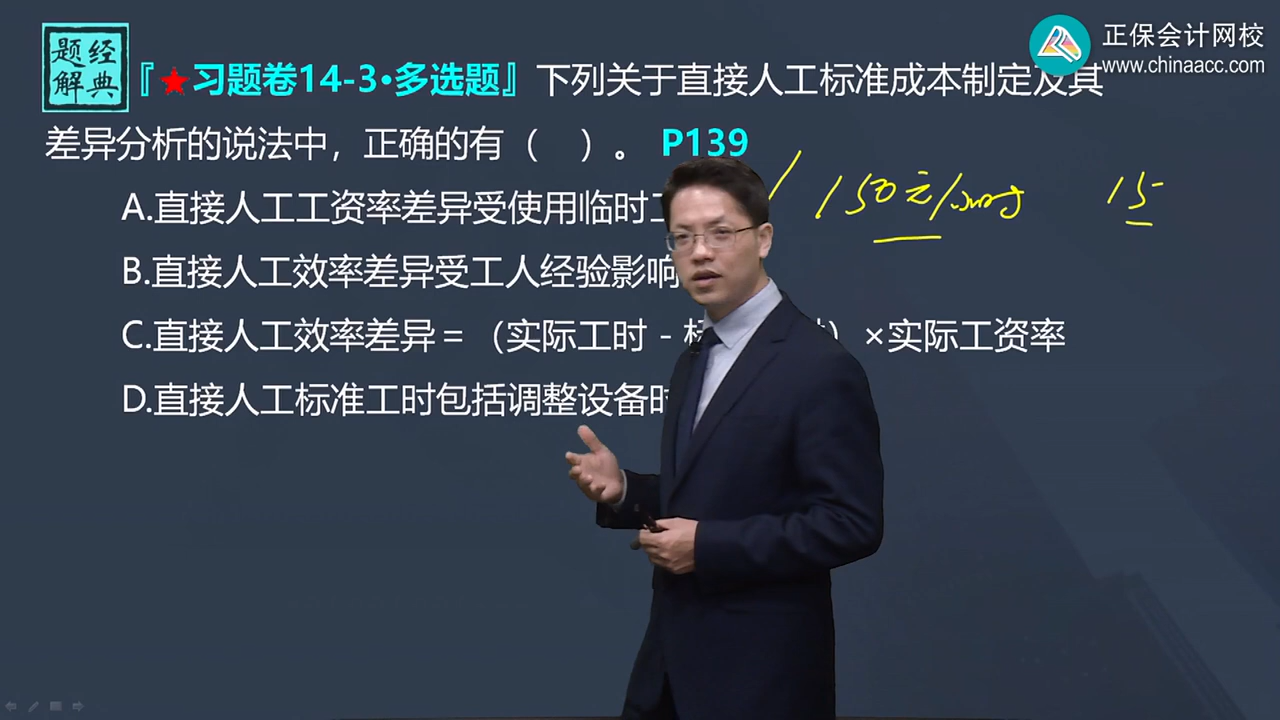 正保会计网校
www.chinaacc.com
经典题解
『★习题卷14-3•多选题』下列关于直接人工标准成本制定及其
差异分析的说法中，正确的有（ ）。 P139
150元/小时 15
A.直接人工工资率差异受使用临时
B.直接人工效率差异受工人经验影响
C.直接人工效率差异＝（实际工时－ ）×实际工资率
D.直接人工标准工时包括调整设备